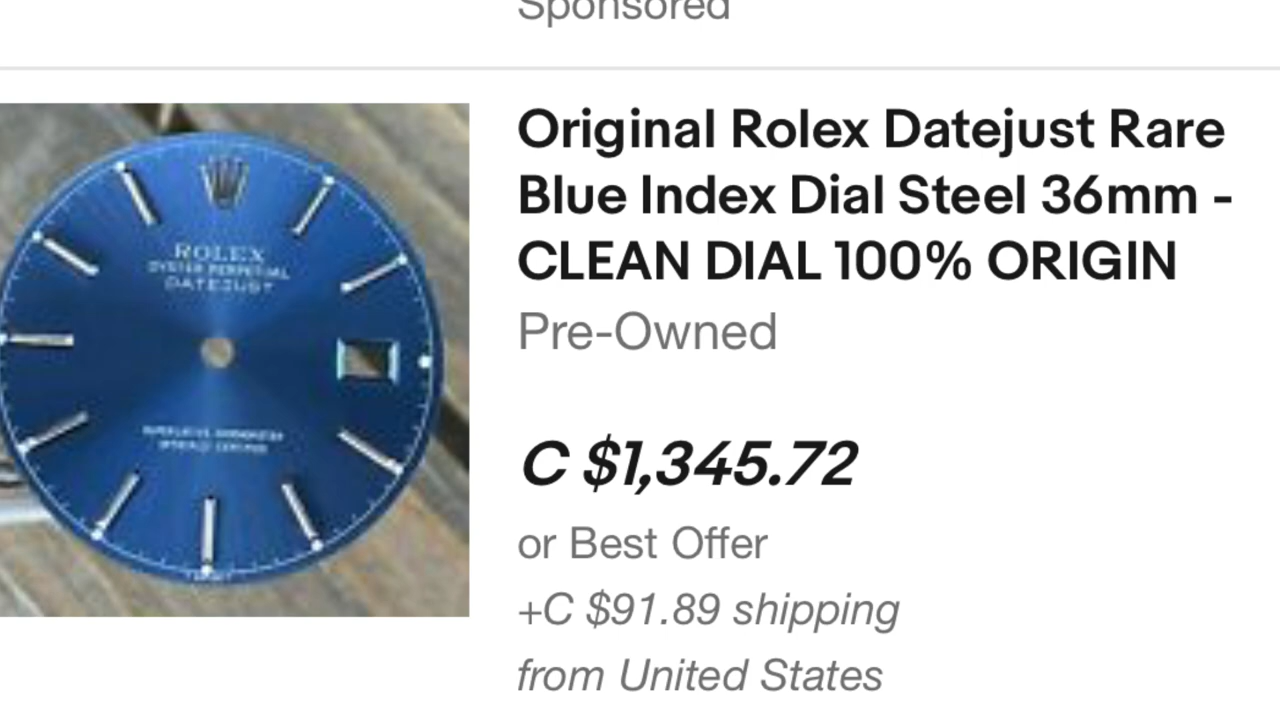 Sponsored
Original Rolex Datejust Rare
Blue Index Dial Steel 36mm -
CLEAN DIAL 100% ORIGIN
Pre-Owned
C $1,345.72
or Best Offer
+C $91.89 shipping
from United States
ROLEX
OYSTER PERPETUAL
DATEJUST